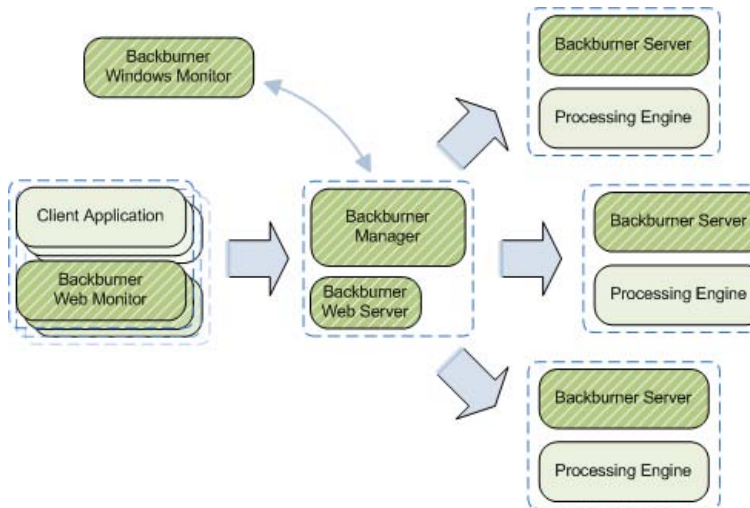 Backburner
Windows Monitor
Client Application
Backburner
Web Monitor
Backburner
Manager
Backburner
Web Server
Backburner Server
Processing Engine
Backburner Server
Processing Engine
Backburner Server
Processing Engine